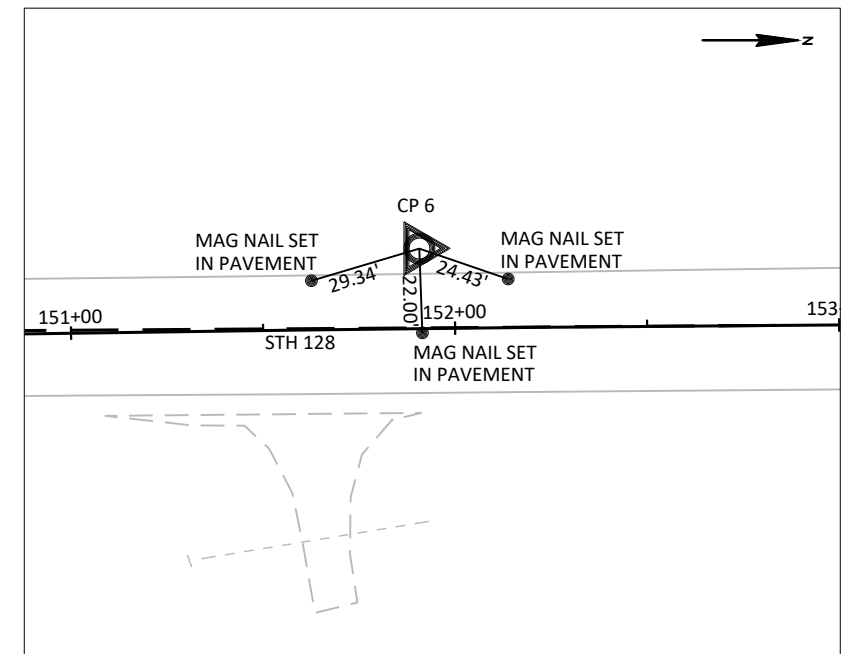 N
CP 6
MAG NAIL SET
IN PAVEMENT
MAG NAIL SET
IN PAVEMENT
29.34'
24.43'
22.00'
151+00
152+00
153
STH 128
MAG NAIL SET
IN PAVEMENT